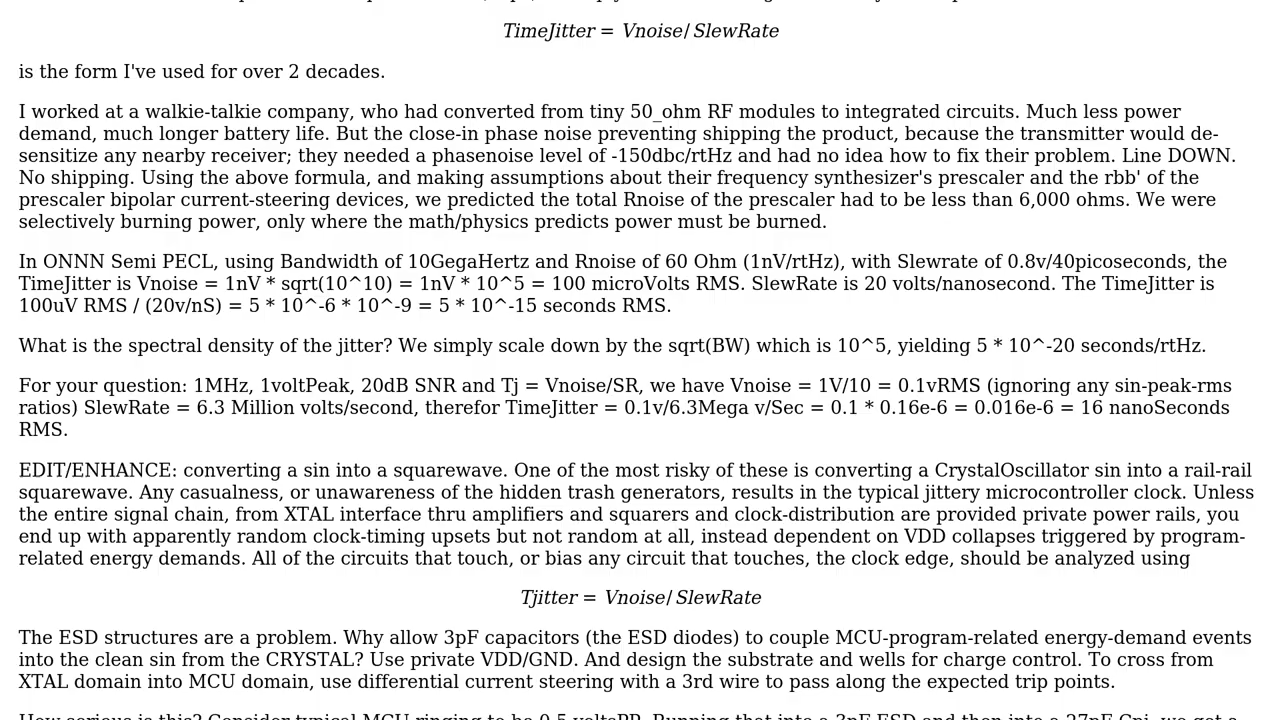 TimeJitter = Vnoise/SlewRate
is the form I've used for over 2 decades.
I worked at a walkie-talkie company, who had converted from tiny 50_ohm RF modules to integrated circuits. Much less power
demand, much longer battery life. But the close-in phase noise preventing shipping the product, because the transmitter would de-
sensitize any nearby receiver; they needed a phasenoise level of -150dbc/rtHz and had no idea how to fix their problem. Line DOWN.
No shipping. Using the above formula, and making assumptions about their frequency synthesizer's prescaler and the rbb' of the
prescaler bipolar current-steering devices, we predicted the total Rnoise of the prescaler had to be less than 6,000 ohms. We were
selectively burning power, only where the math/physics predicts power must be burned.
In ONNN Semi PECL, using Bandwidth of 10GegaHertz and Rnoise of 60 Ohm (1nV/rtHz), with Slewrate of 0.8v/40picoseconds, the
TimeJitter is Vnoise = 1nV * sqrt(10^10) = 1nV * 10^5 = 100 microVolts RMS. SlewRate is 20 volts/nanosecond. The TimeJitter is
100uV RMS / (20v/nS) = 5 * 10^-6 * 10^-9 = 5 * 10^-15 seconds RMS.
What is the spectral density of the jitter? We simply scale down by the sqrt(BW) which is 10^5, yielding 5 * 10^-20 seconds/rtHz.
For your question: 1MHz, 1voltPeak, 20dB SNR and Tj = Vnoise/SR, we have Vnoise = 1V/10 = 0.1vRMS (ignoring any sin-peak-rms
ratios) SlewRate = 6.3 Million volts/second, therefor TimeJitter = 0.1v/6.3Mega v/Sec = 0.1 * 0.16e-6 = 0.016e-6 = 16 nanoSeconds
RMS.
EDIT/ENHANCE: converting a sin into a squarewave. One of the most risky of these is converting a CrystalOscillator sin into a rail-rail
squarewave. Any casualness, or unawareness of the hidden trash generators, results in the typical jittery microcontroller clock. Unless
the entire signal chain, from XTAL interface thru amplifiers and squarers and clock-distribution are provided private power rails, you
end up with apparently random clock-timing upsets but not random at all, instead dependent on VDD collapses triggered by program-
related energy demands. All of the circuits that touch, or bias any circuit that touches, the clock edge, should be analyzed using
Tjitter = Vnoise/SlewRate
The ESD structures are a problem. Why allow 3pF capacitors (the ESD diodes) to couple MCU-program-related energy-demand events
into the clean sin from the CRYSTAL? Use private VDD/GND. And design the substrate and wells for charge control. To cross from
XTAL domain into MCU domain, use differential current steering with a 3rd wire to pass along the expected trip points.